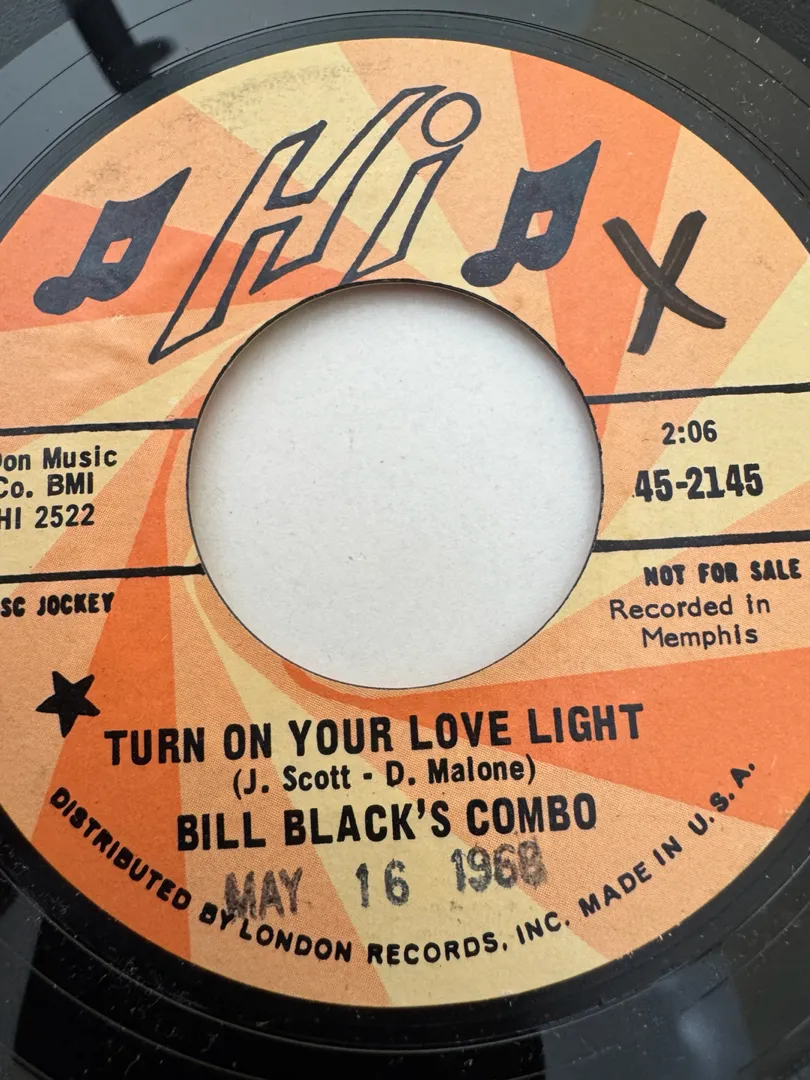 Hi
X
on Music
Co. BMI
HI 2522
2:06
45-2145
SC JOCKEY
NOT FOR SALE
Recorded in
Memphis
TURN ON YOUR LOVE LIGHT
(J. Scott - D. Malone)
BILL BLACK'S COMBO
MAY 16 1968
DISTRIBUTED BY LONDON RECORDS, INC. MADE IN U.S.A.